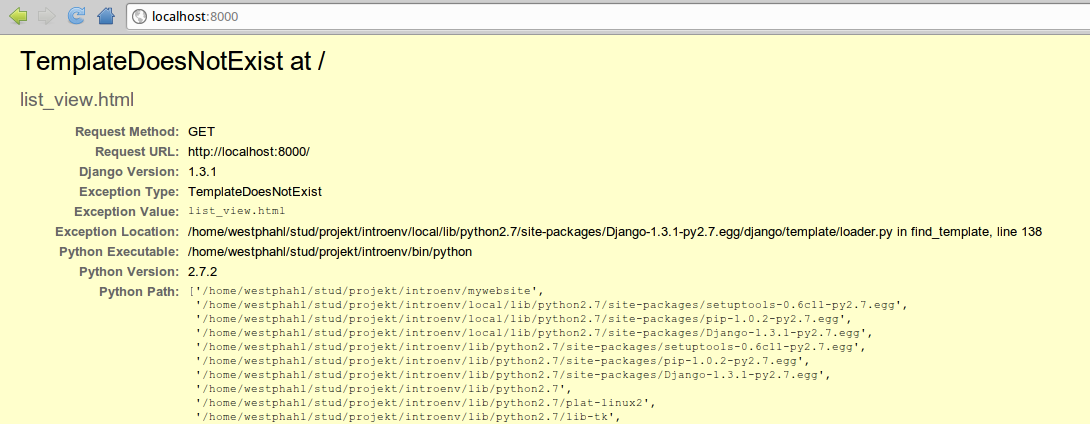 localhost:8000
TemplateDoesNotExist at /
list_view.html
Request Method: GET
Request URL: http://localhost:8000/
Django Version: 1.3.1
Exception Type: TemplateDoesNotExist
Exception Value: list_view.html
Exception Location: /home/westphahl/stud/projekt/introenv/local/lib/python2.7/site-packages/Django-1.3.1-py2.7.egg/django/template/loader.py in find_template, line 138
Python Executable: /home/westphahl/stud/projekt/introenv/bin/python
Python Version: 2.7.2
Python Path: ['/home/westphahl/stud/projekt/introenv/mywebsite',
'/home/westphahl/stud/projekt/introenv/local/lib/python2.7/site-packages/setuptools-0.6c11-py2.7.egg',
'/home/westphahl/stud/projekt/introenv/local/lib/python2.7/site-packages/pip-1.0.2-py2.7.egg',
'/home/westphahl/stud/projekt/introenv/local/lib/python2.7/site-packages/Django-1.3.1-py2.7.egg',
'/home/westphahl/stud/projekt/introenv/lib/python2.7/site-packages/setuptools-0.6c11-py2.7.egg',
'/home/westphahl/stud/projekt/introenv/lib/python2.7/site-packages/pip-1.0.2-py2.7.egg',
'/home/westphahl/stud/projekt/introenv/lib/python2.7/site-packages/Django-1.3.1-py2.7.egg',
'/home/westphahl/stud/projekt/introenv/lib/python2.7',
'/home/westphahl/stud/projekt/introenv/lib/python2.7/plat-linux2',
'/home/westphahl/stud/projekt/introenv/lib/python2.7/lib-tk',